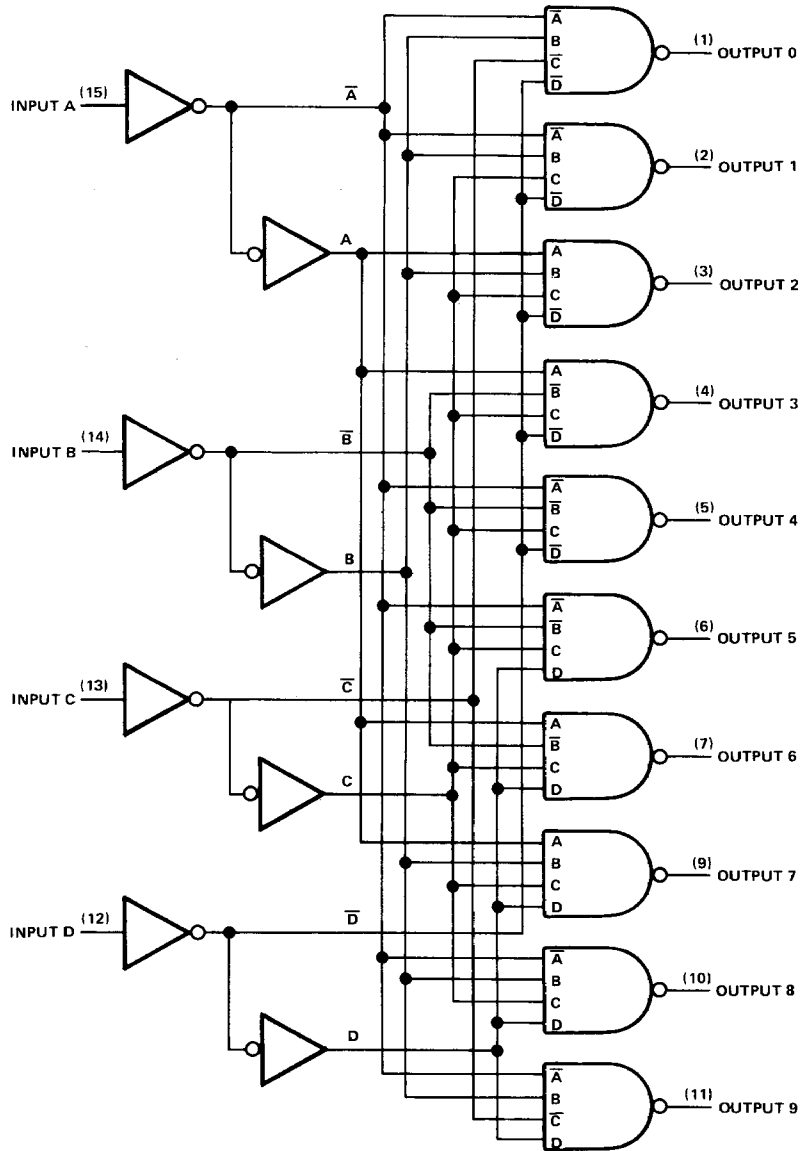 A̅
B
C̅
D̅
(1) OUTPUT 0
INPUT A (15)
A̅
A̅
B
C
D̅
(2) OUTPUT 1
A
A
B
C
D̅
(3) OUTPUT 2
A
B̅
C
D̅
(4) OUTPUT 3
INPUT B (14)
B̅
A̅
B̅
C
D̅
(5) OUTPUT 4
B
A̅
B̅
C
D
(6) OUTPUT 5
INPUT C (13)
C̅
A
B̅
C
D
(7) OUTPUT 6
C
A
B
C
D
(9) OUTPUT 7
INPUT D (12)
D̅
A̅
B
C
D
(10) OUTPUT 8
D
A̅
B
C̅
D
(11) OUTPUT 9